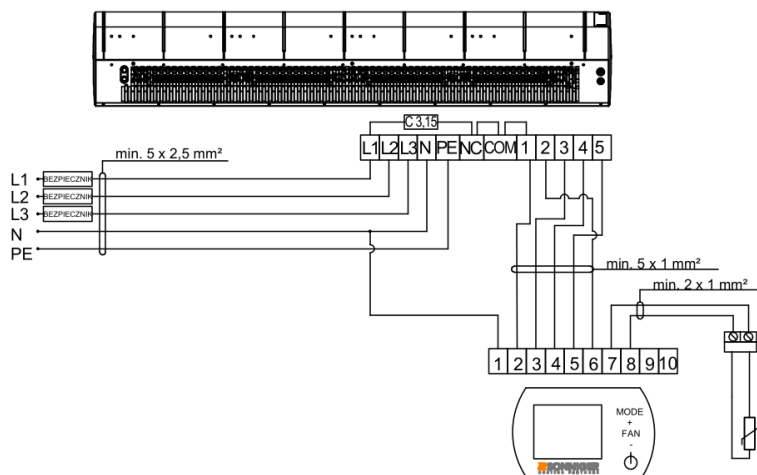 C 3,15
L1 L2 L3 N PE NC COM 1 2 3 4 5
min. 5 x 2,5 mm²
L1 BEZPIECZNIK
L2 BEZPIECZNIK
L3 BEZPIECZNIK
N
PE
min. 5 x 1 mm²
min. 2 x 1 mm²
1 2 3 4 5 6 7 8 9 10
MODE
+
FAN
-
SONNIGER